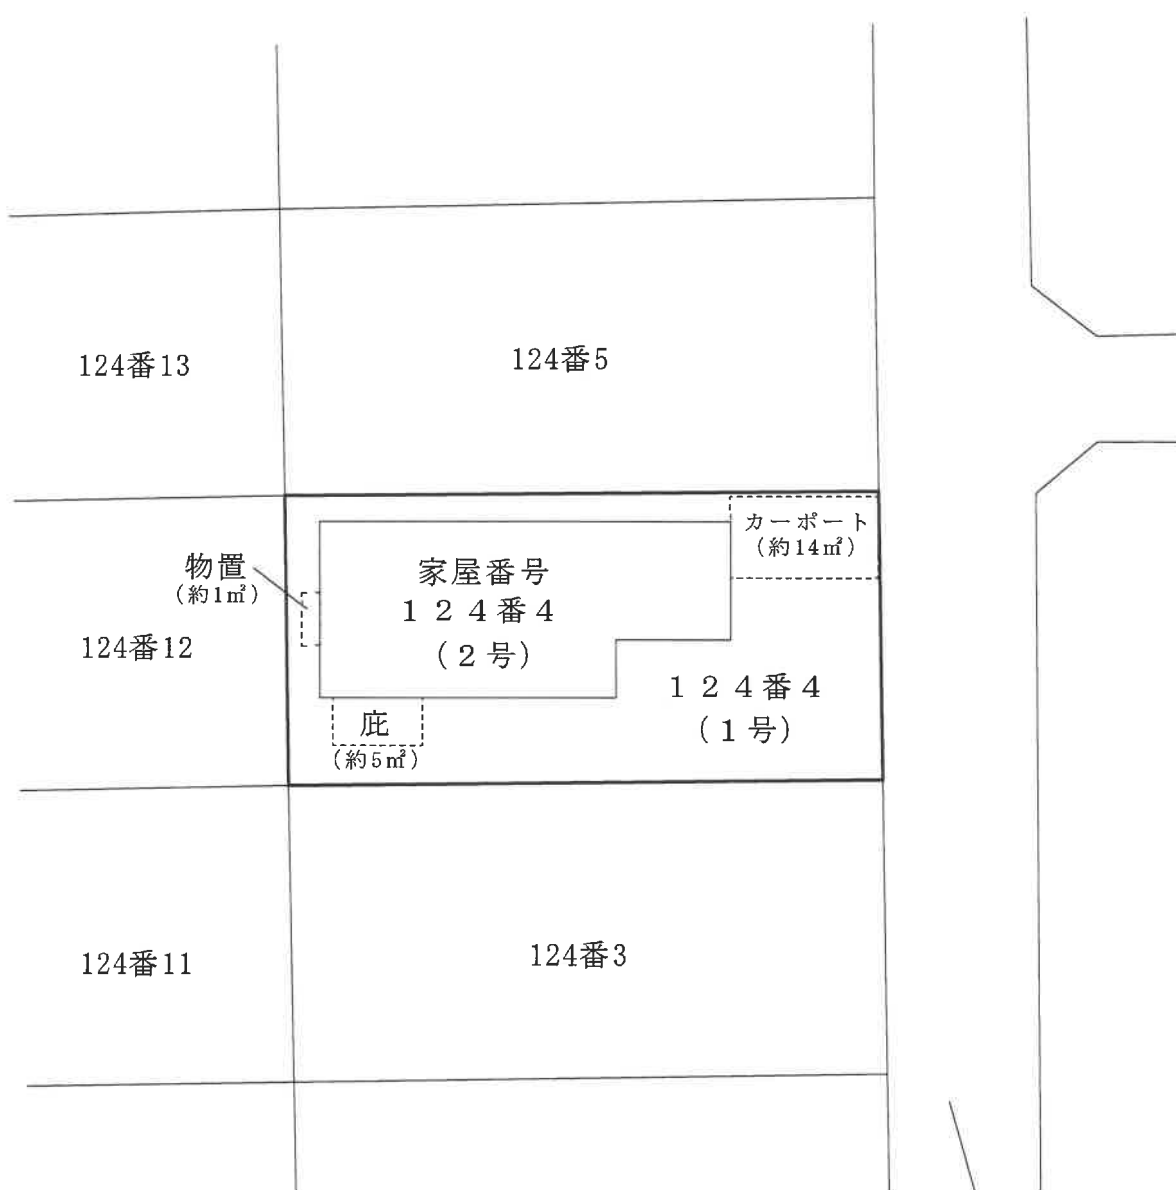 124番13
124番5
カーポート
(約14㎡)
物置
(約1㎡)
家屋番号
１２４番４
(２号)
124番12
１２４番４
(１号)
庇
(約5㎡)
124番11
124番3